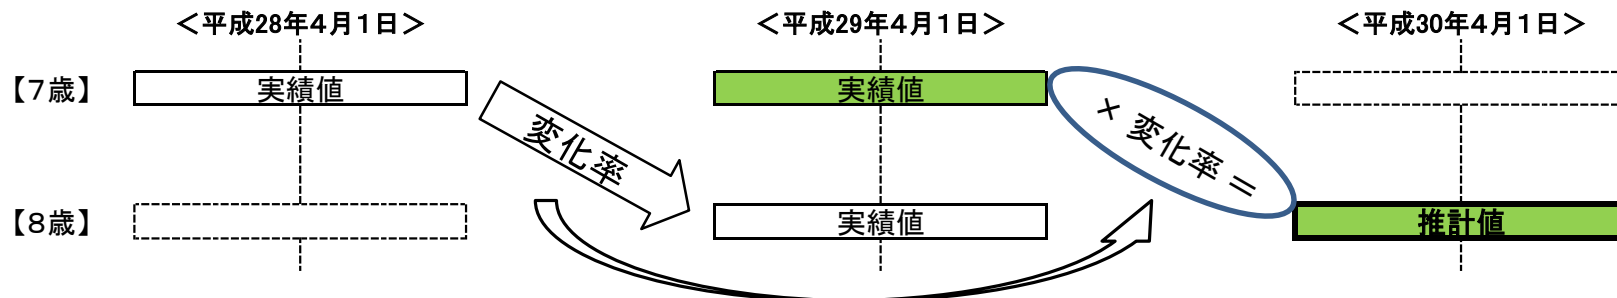 ＜平成28年４月１日＞ ＜平成29年４月１日＞ ＜平成30年４月１日＞
【７歳】 実績値 実績値
変化率
× 変化率 ＝
【８歳】 実績値 推計値